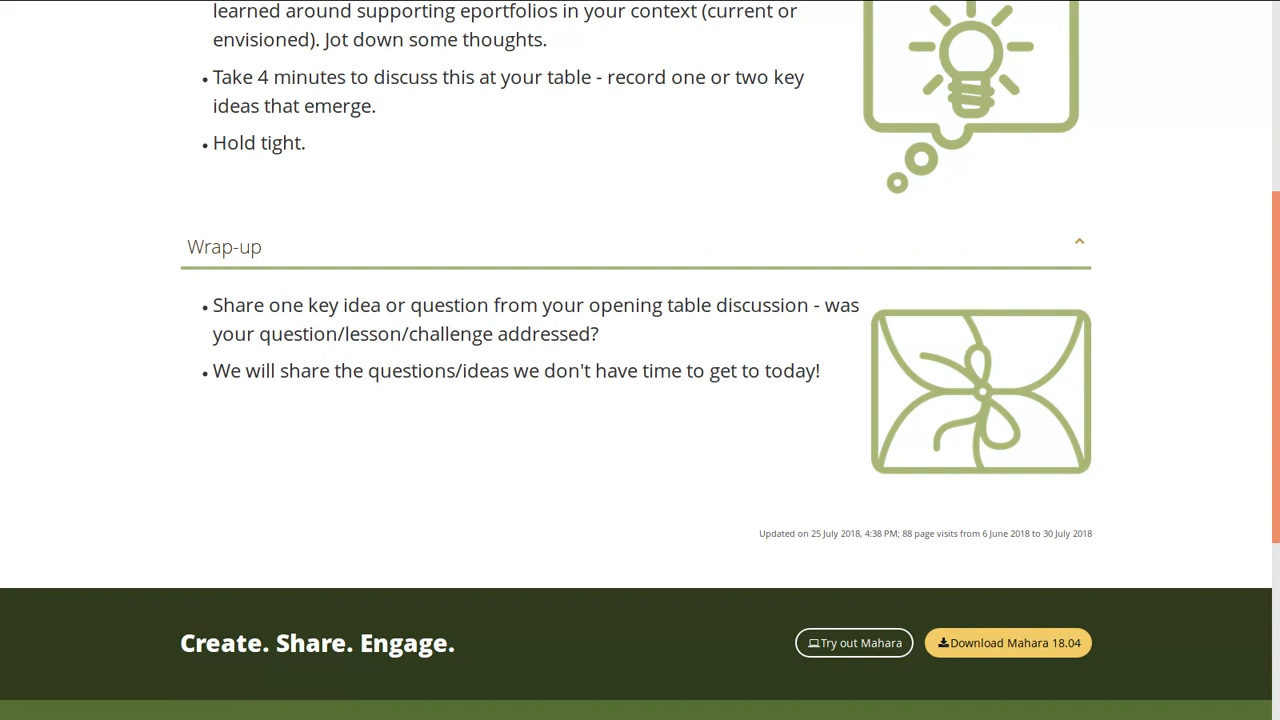 learned around supporting eportfolios in your context (current or
envisioned). Jot down some thoughts.
• Take 4 minutes to discuss this at your table - record one or two key
ideas that emerge.
• Hold tight.
Wrap-up
• Share one key idea or question from your opening table discussion - was
your question/lesson/challenge addressed?
• We will share the questions/ideas we don't have time to get to today!
Updated on 25 July 2018, 4:38 PM; 88 page visits from 6 June 2018 to 30 July 2018
Create. Share. Engage.
Try out Mahara
Download Mahara 18.04